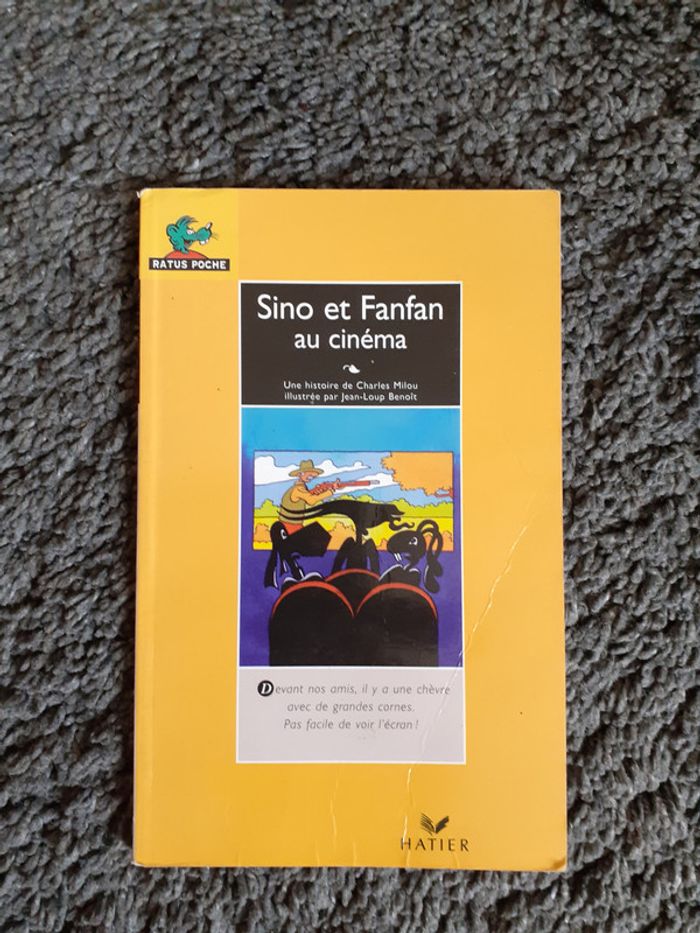 RATUS POCHE
Sino et Fanfan
au cinéma
Une histoire de Charles Milou
illustrée par Jean-Loup Benoît
Devant nos amis, il y a une chèvre
avec de grandes cornes.
Pas facile de voir l'écran !
HATIER